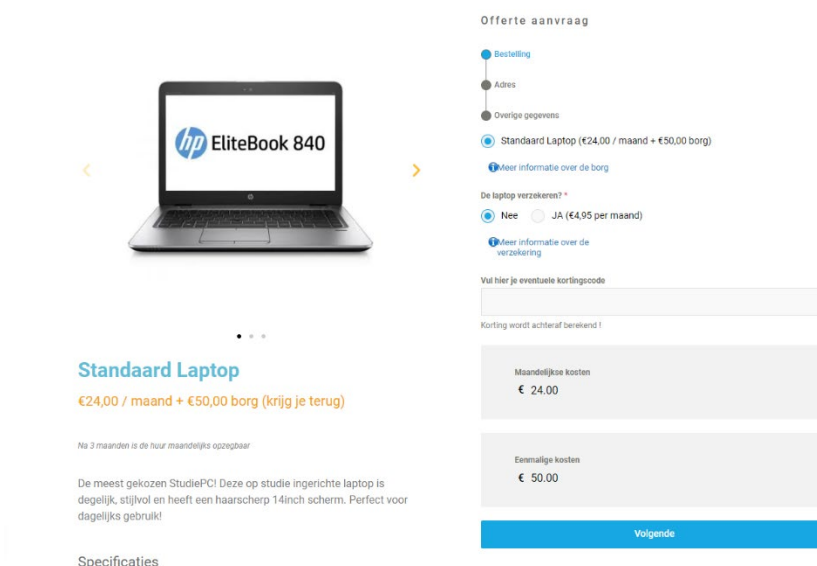 hp EliteBook 840
Standaard Laptop
€24,00 / maand + €50,00 borg (krijg je terug)
Na 3 maanden is de huur maandelijks opzegbaar
De meest gekozen StudiePC! Deze op studie ingerichte laptop is
degelijk, stijlvol en heeft een haarscherp 14inch scherm. Perfect voor
dagelijks gebruik!
Specificaties
Offerte aanvraag
Bestelling
Adres
Overige gegevens
Standaard Laptop (€24,00 / maand + €50,00 borg)
Meer informatie over de borg
De laptop verzekeren? *
Nee JA (€4,95 per maand)
Meer informatie over de
verzekering
Vul hier je eventuele kortingscode
Korting wordt achteraf berekend !
Maandelijkse kosten
€ 24.00
Eenmalige kosten
€ 50.00
Volgende